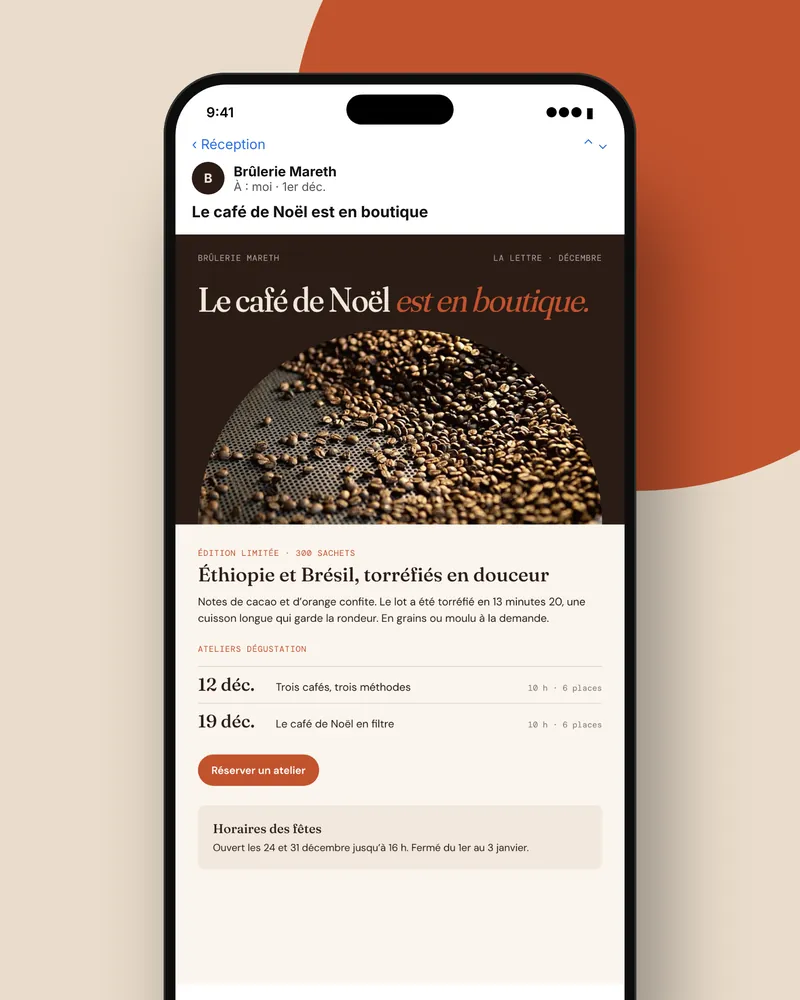 9:41
‹ Réception
B
Brûlerie Mareth
À : moi · 1er déc.
Le café de Noël est en boutique
BRÛLERIE MARETH
LA LETTRE · DÉCEMBRE
Le café de Noël est en boutique.
ÉDITION LIMITÉE · 300 SACHETS
Éthiopie et Brésil, torréfiés en douceur
Notes de cacao et d’orange confite. Le lot a été torréfié en 13 minutes 20, une
cuisson longue qui garde la rondeur. En grains ou moulu à la demande.
ATELIERS DÉGUSTATION
12 déc. Trois cafés, trois méthodes 10 h · 6 places
19 déc. Le café de Noël en filtre 10 h · 6 places
Réserver un atelier
Horaires des fêtes
Ouvert les 24 et 31 décembre jusqu’à 16 h. Fermé du 1er au 3 janvier.